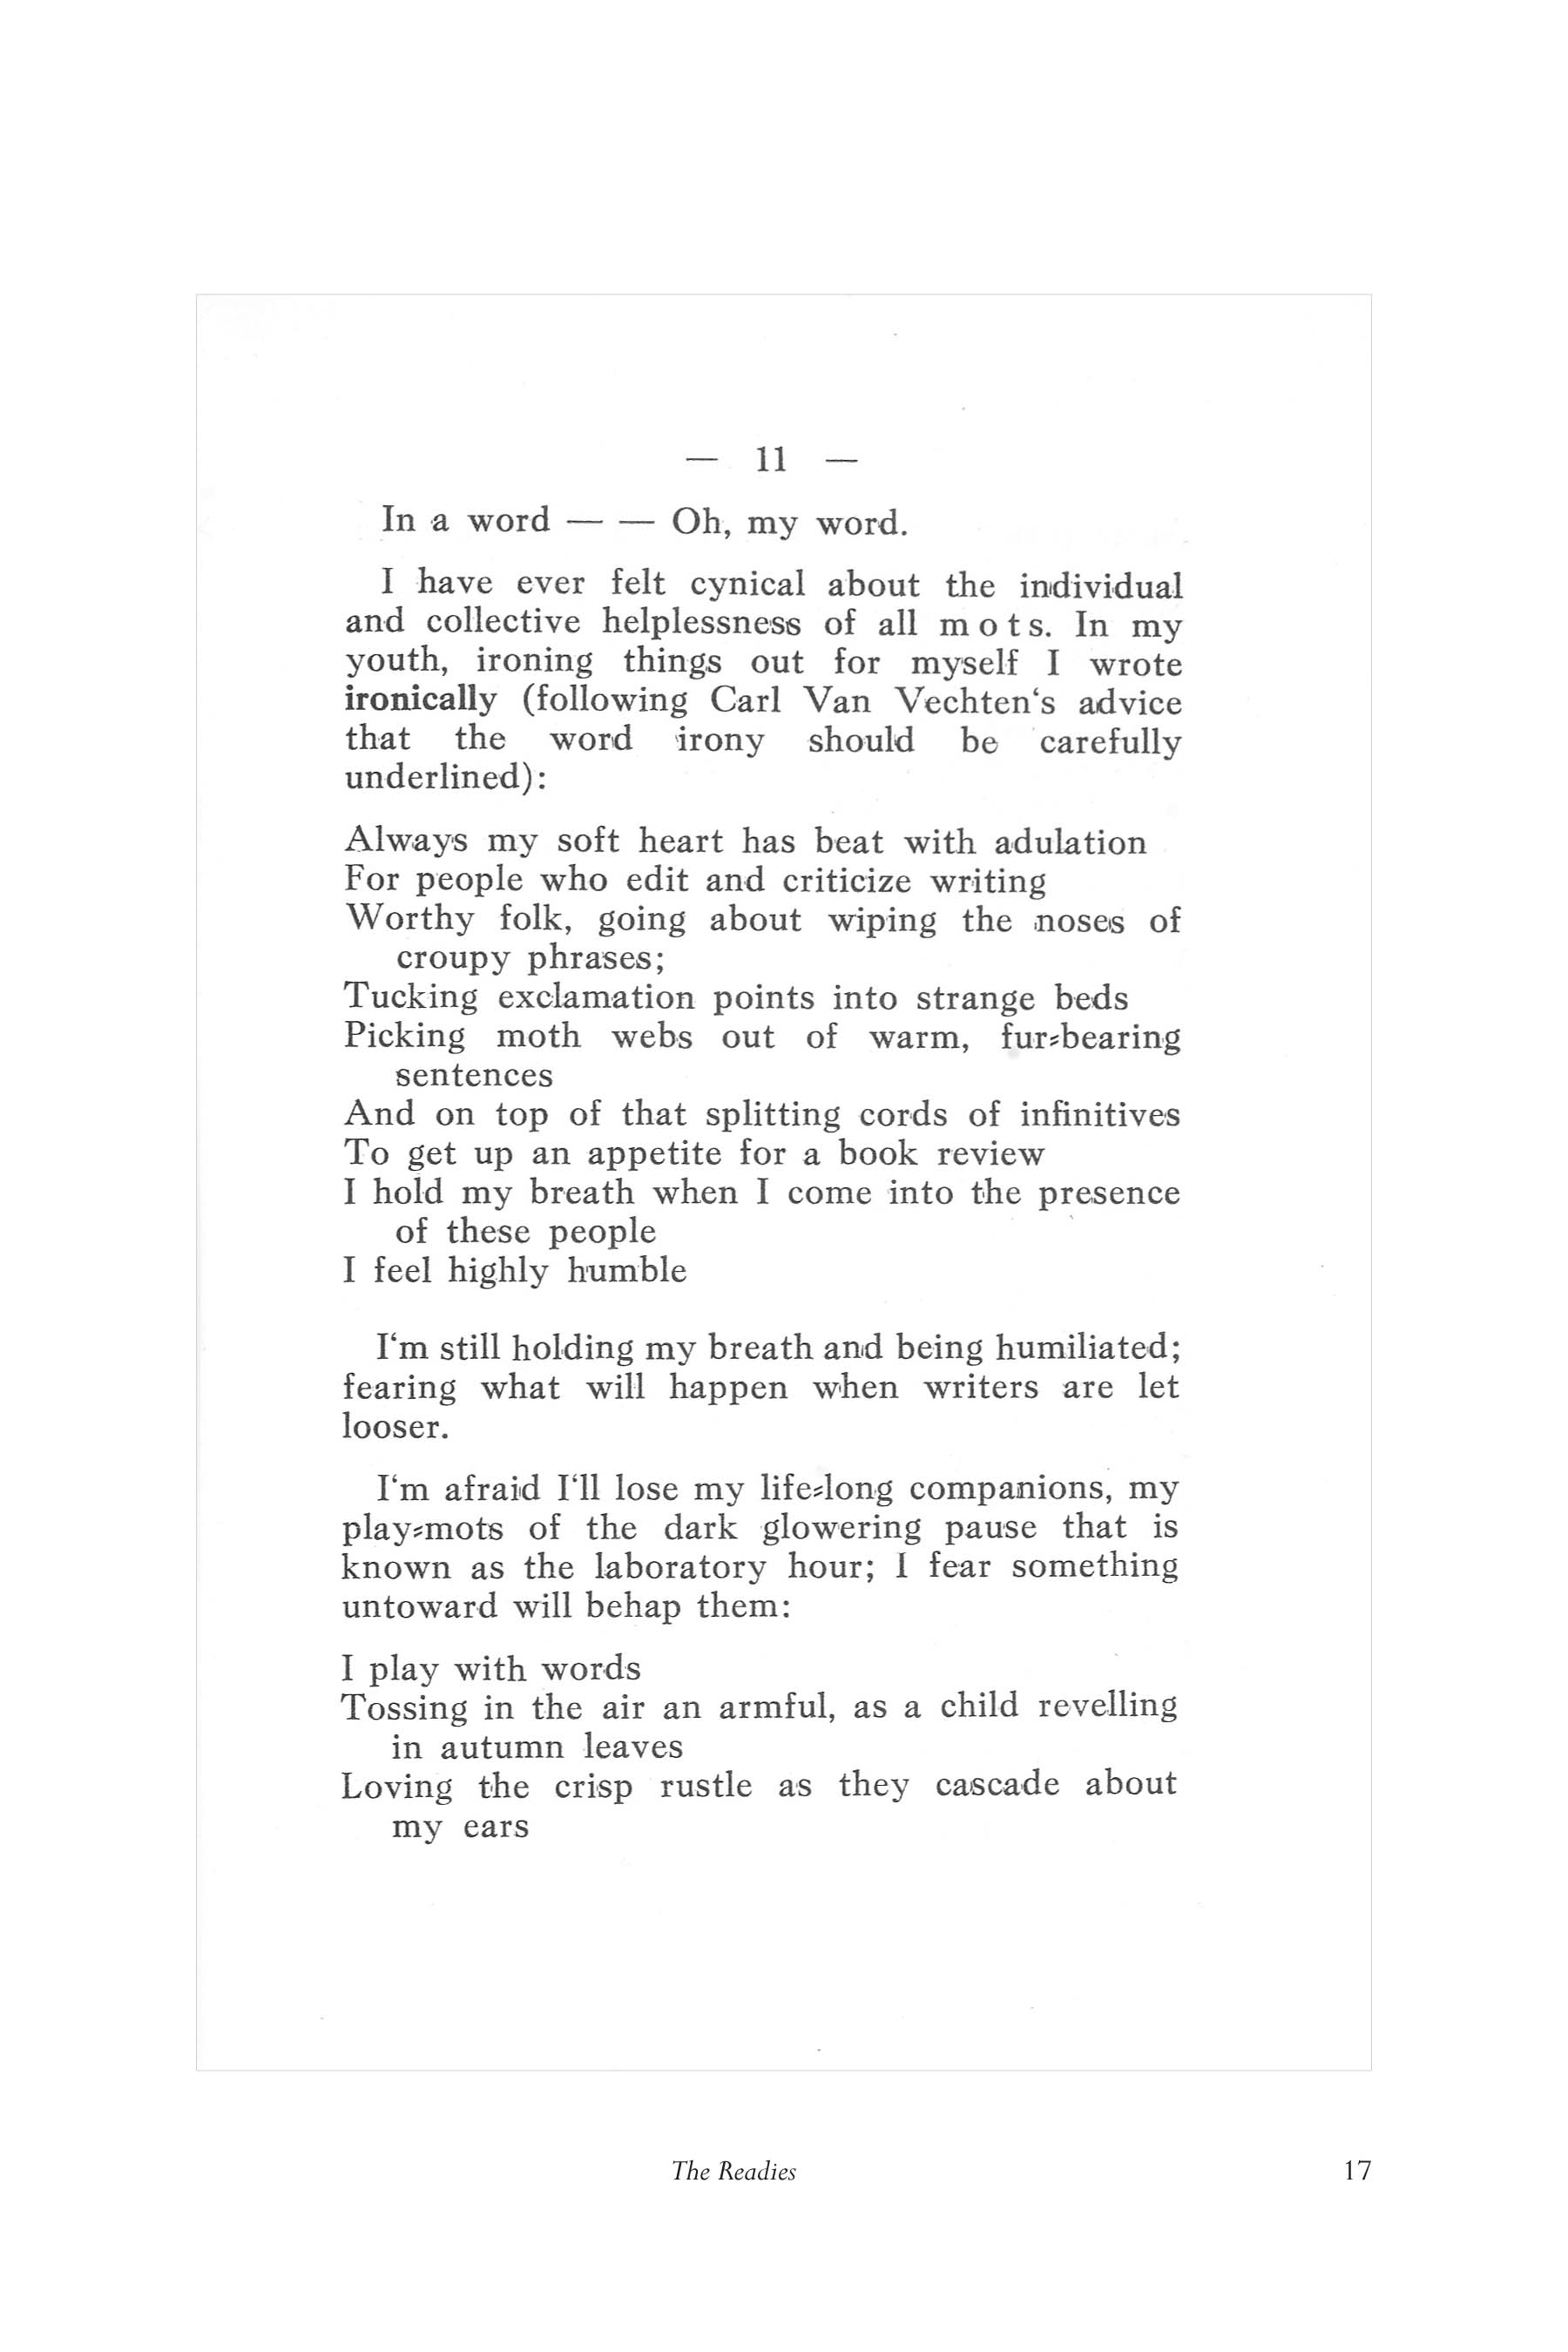 — 11 —
In a word — — Oh, my word.
I have ever felt cynical about the individual
and collective helplessness of all m o t s. In my
youth, ironing things out for myself I wrote
ironically (following Carl Van Vechten‘s advice
that the word irony should be carefully
underlined):
Always my soft heart has beat with adulation
For people who edit and criticize writing
Worthy folk, going about wiping the noses of
croupy phrases;
Tucking exclamation points into strange beds
Picking moth webs out of warm, fur⸗bearing
sentences
And on top of that splitting cords of infinitives
To get up an appetite for a book review
I hold my breath when I come into the presence
of these people
I feel highly humble
I‘m still holding my breath and being humiliated;
fearing what will happen when writers are let
looser.
I‘m afraid I‘ll lose my life⸗long companions, my
play⸗mots of the dark glowering pause that is
known as the laboratory hour; I fear something
untoward will behap them:
I play with words
Tossing in the air an armful, as a child revelling
in autumn leaves
Loving the crisp rustle as they cascade about
my ears
The Readies 17